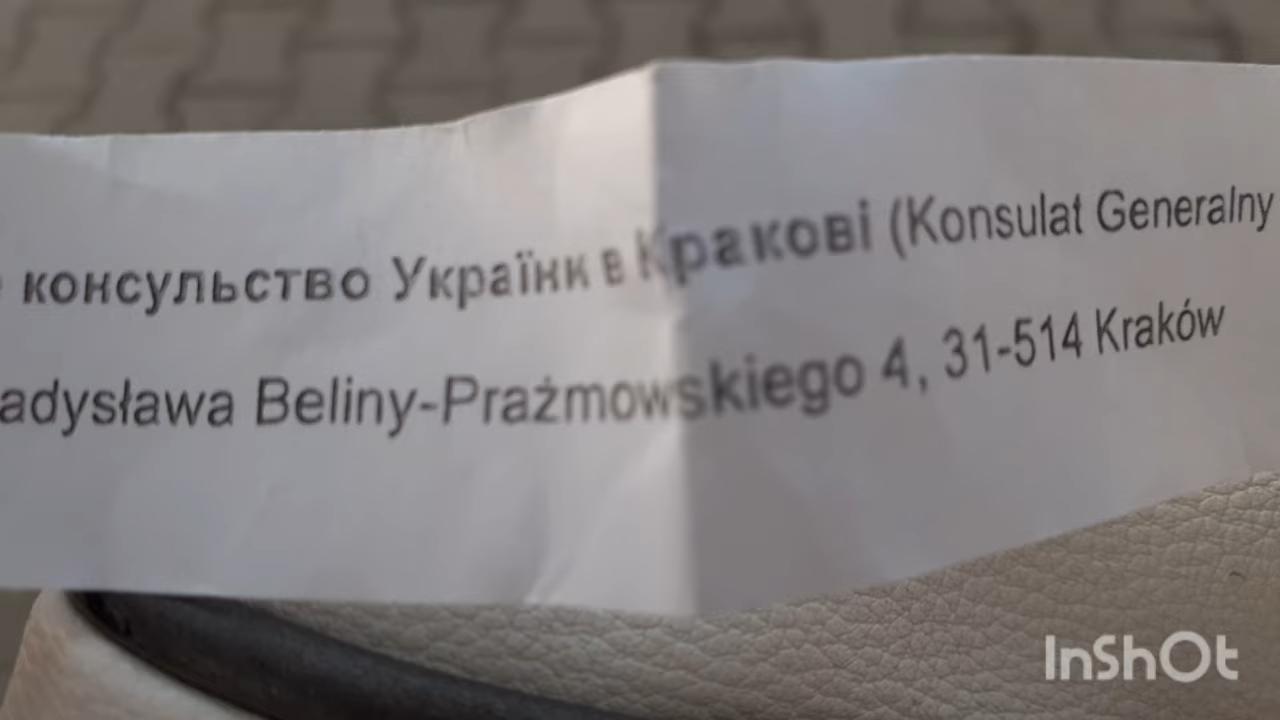 консульство Українк в Кракові (Konsulat Generalny
adysława Beliny-Prażmowskiego 4, 31-514 Kraków
InShOt